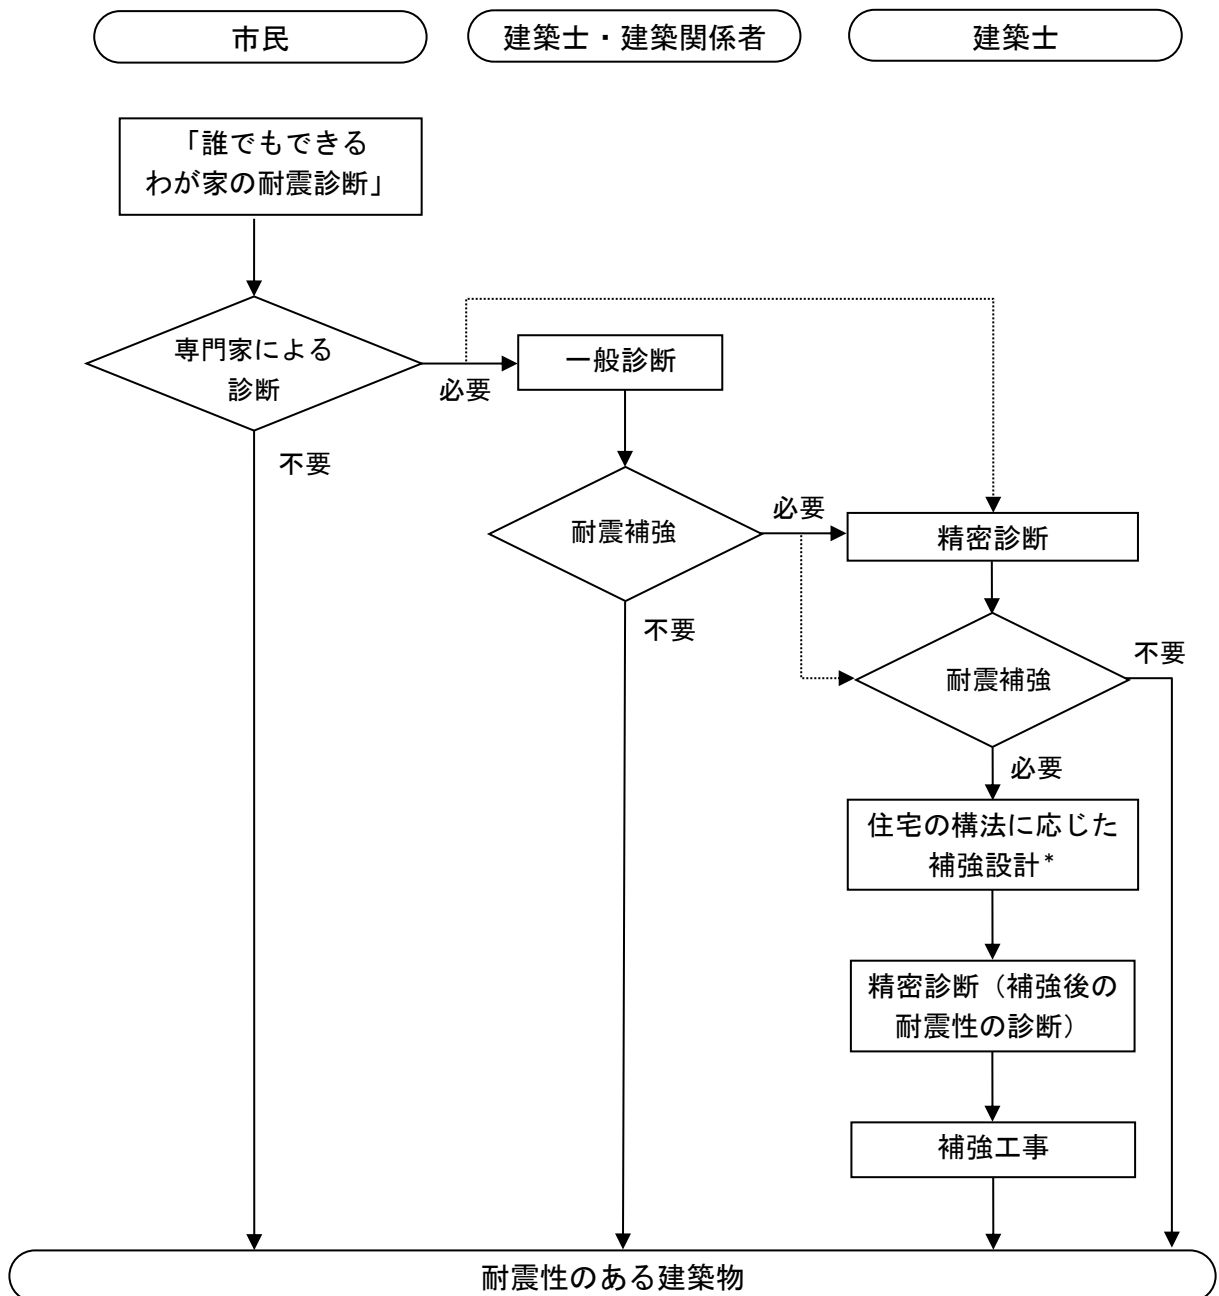 市民
建築士・建築関係者
建築士
「誰でもできる
わが家の耐震診断」
専門家による
診断
必要
不要
一般診断
耐震補強
必要
不要
精密診断
耐震補強
不要
必要
住宅の構法に応じた
補強設計*
精密診断（補強後の
耐震性の診断）
補強工事
耐震性のある建築物